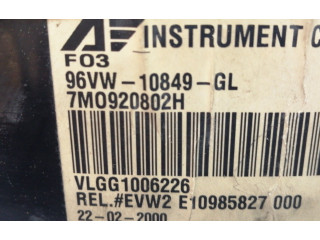 INSTRUMENT C
F03
96VW-10849-GL
7M0920802H
VLGG1006226
REL.#EVW2 E10985827 000
22-02-2000